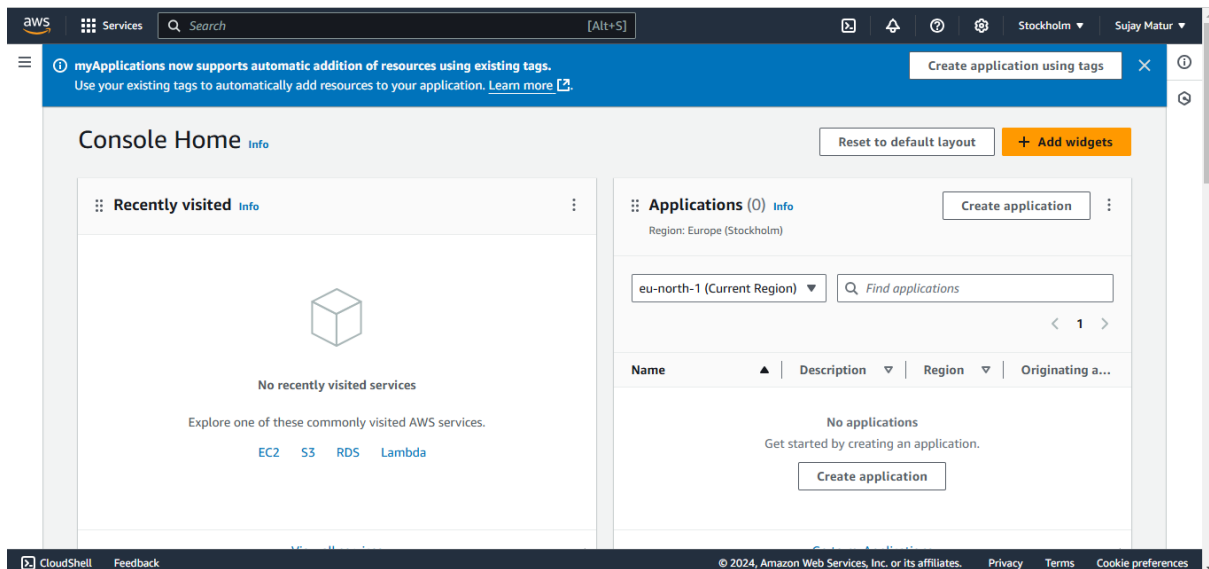 aws Services Search [Alt+S] Stockholm ▼ Sujay Matur ▼
myApplications now supports automatic addition of resources using existing tags.
Use your existing tags to automatically add resources to your application. Learn more.
Create application using tags
Console Home Info
Reset to default layout
+ Add widgets
Recently visited Info
No recently visited services
Explore one of these commonly visited AWS services.
EC2 S3 RDS Lambda
Applications (0) Info
Region: Europe (Stockholm)
Create application
eu-north-1 (Current Region) ▼
Find applications
< 1 >
Name ▲ Description ▽ Region ▽ Originating a...
No applications
Get started by creating an application.
Create application
CloudShell Feedback
© 2024, Amazon Web Services, Inc. or its affiliates. Privacy Terms Cookie preferences